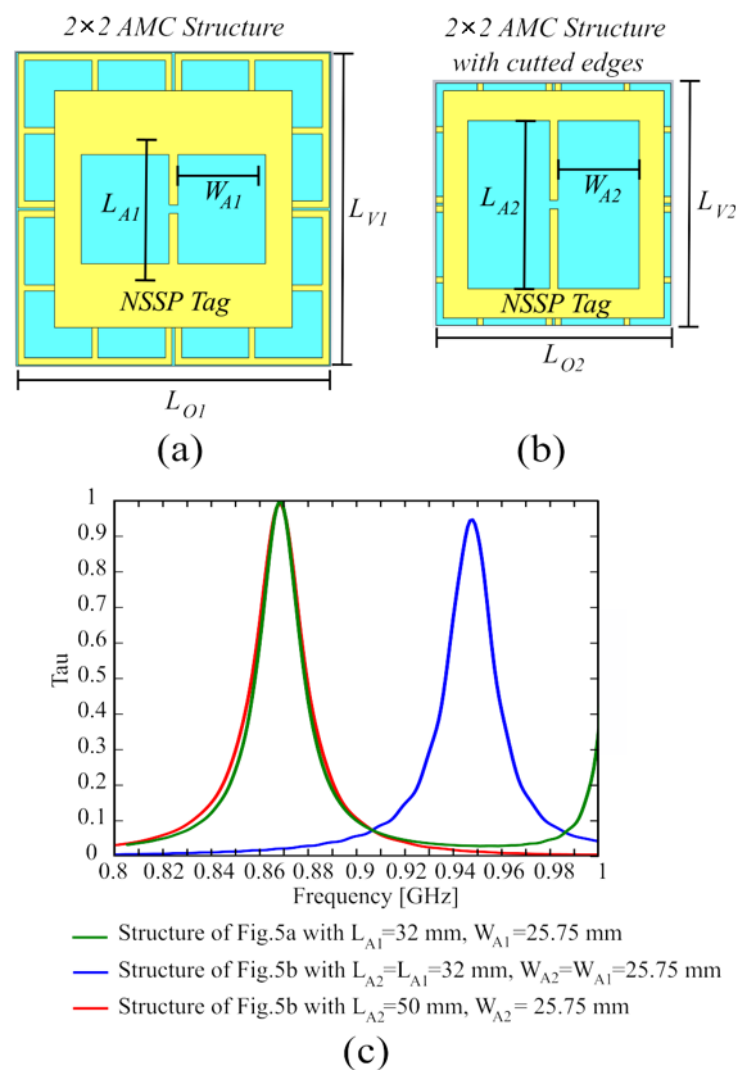 2×2 AMC Structure
2×2 AMC Structure
with cutted edges
L_A1
W_A1
L_V1
NSSP Tag
L_O1
L_A2
W_A2
L_V2
NSSP Tag
L_O2
(a)
(b)
1
0.9
0.8
0.7
0.6
0.5
0.4
0.3
0.2
0.1
0
Tau
0.8 0.82 0.84 0.86 0.88 0.9 0.92 0.94 0.96 0.98 1
Frequency [GHz]
Structure of Fig.5a with L_A1=32 mm, W_A1=25.75 mm
Structure of Fig.5b with L_A2=L_A1=32 mm, W_A2=W_A1=25.75 mm
Structure of Fig.5b with L_A2=50 mm, W_A2= 25.75 mm
(c)